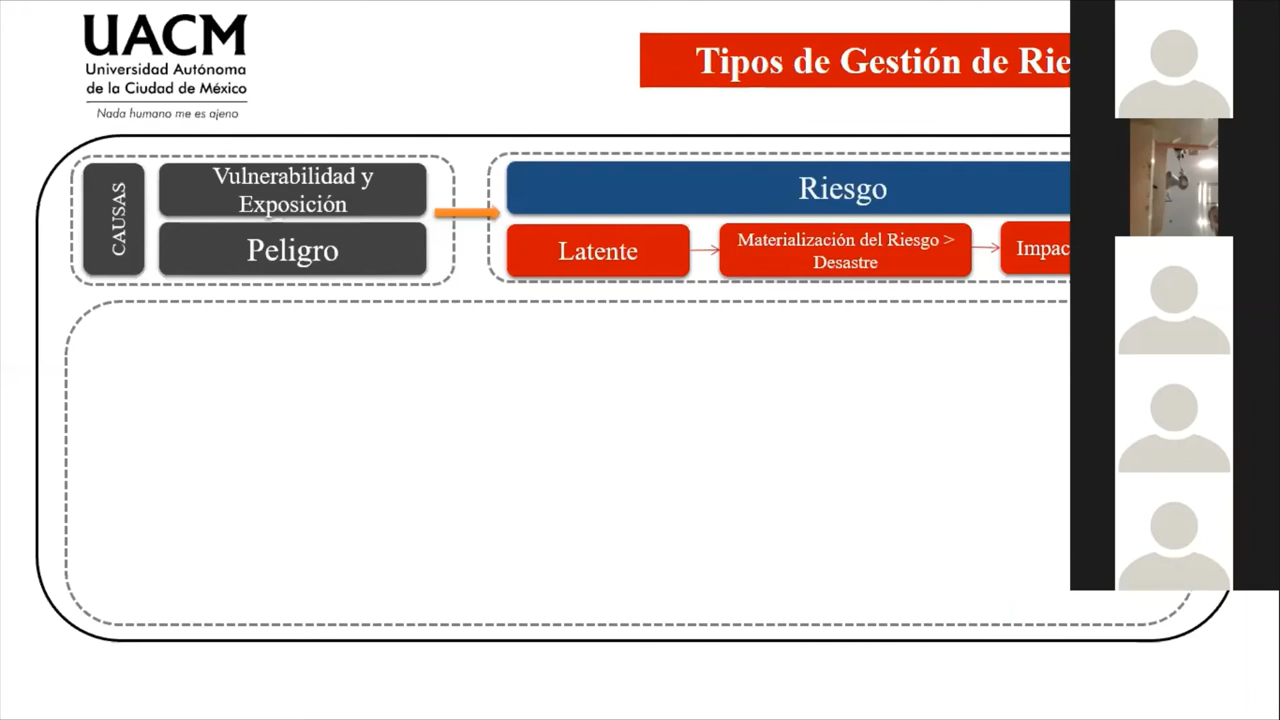 UACM
Universidad Autónoma
de la Ciudad de México
Nada humano me es ajeno
Tipos de Gestión de Rie
CAUSAS
Vulnerabilidad y
Exposición
Peligro
Riesgo
Latente
Materialización del Riesgo >
Desastre
Impac